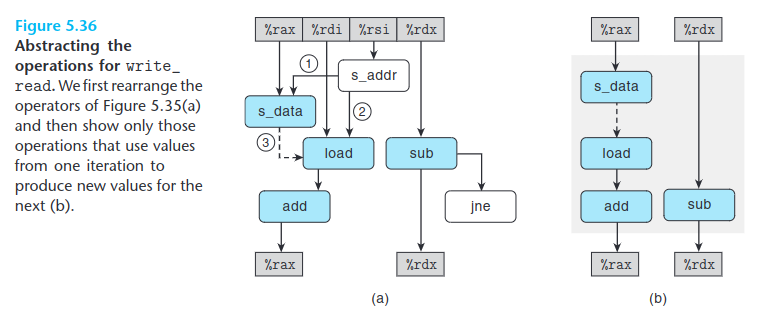 Figure 5.36
Abstracting the
operations for write_
read. We first rearrange the
operators of Figure 5.35(a)
and then show only those
operations that use values
from one iteration to
produce new values for the
next (b).
%rax %rdi %rsi %rdx
1
s_addr
s_data
2
3
load
sub
add
jne
%rax
%rdx
(a)
%rax
%rdx
s_data
load
add
sub
%rax
%rdx
(b)